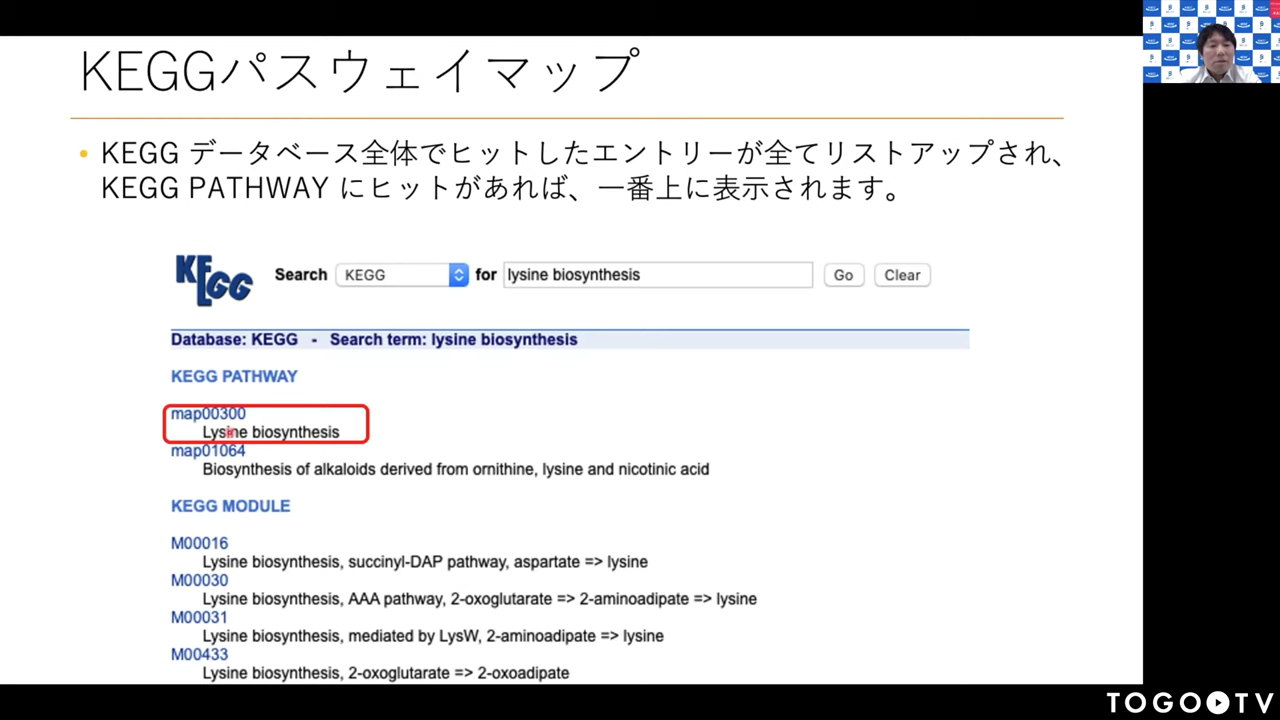 KEGGパスウェイマップ
• KEGG データベース全体でヒットしたエントリーが全てリストアップされ、
KEGG PATHWAY にヒットがあれば、一番上に表示されます。
KEGG Search KEGG for lysine biosynthesis Go Clear
Database: KEGG - Search term: lysine biosynthesis
KEGG PATHWAY
map00300
Lysine biosynthesis
map01064
Biosynthesis of alkaloids derived from ornithine, lysine and nicotinic acid
KEGG MODULE
M00016
Lysine biosynthesis, succinyl-DAP pathway, aspartate => lysine
M00030
Lysine biosynthesis, AAA pathway, 2-oxoglutarate => 2-aminoadipate => lysine
M00031
Lysine biosynthesis, mediated by LysW, 2-aminoadipate => lysine
M00433
Lysine biosynthesis, 2-oxoglutarate => 2-oxoadipate
TOGO TV